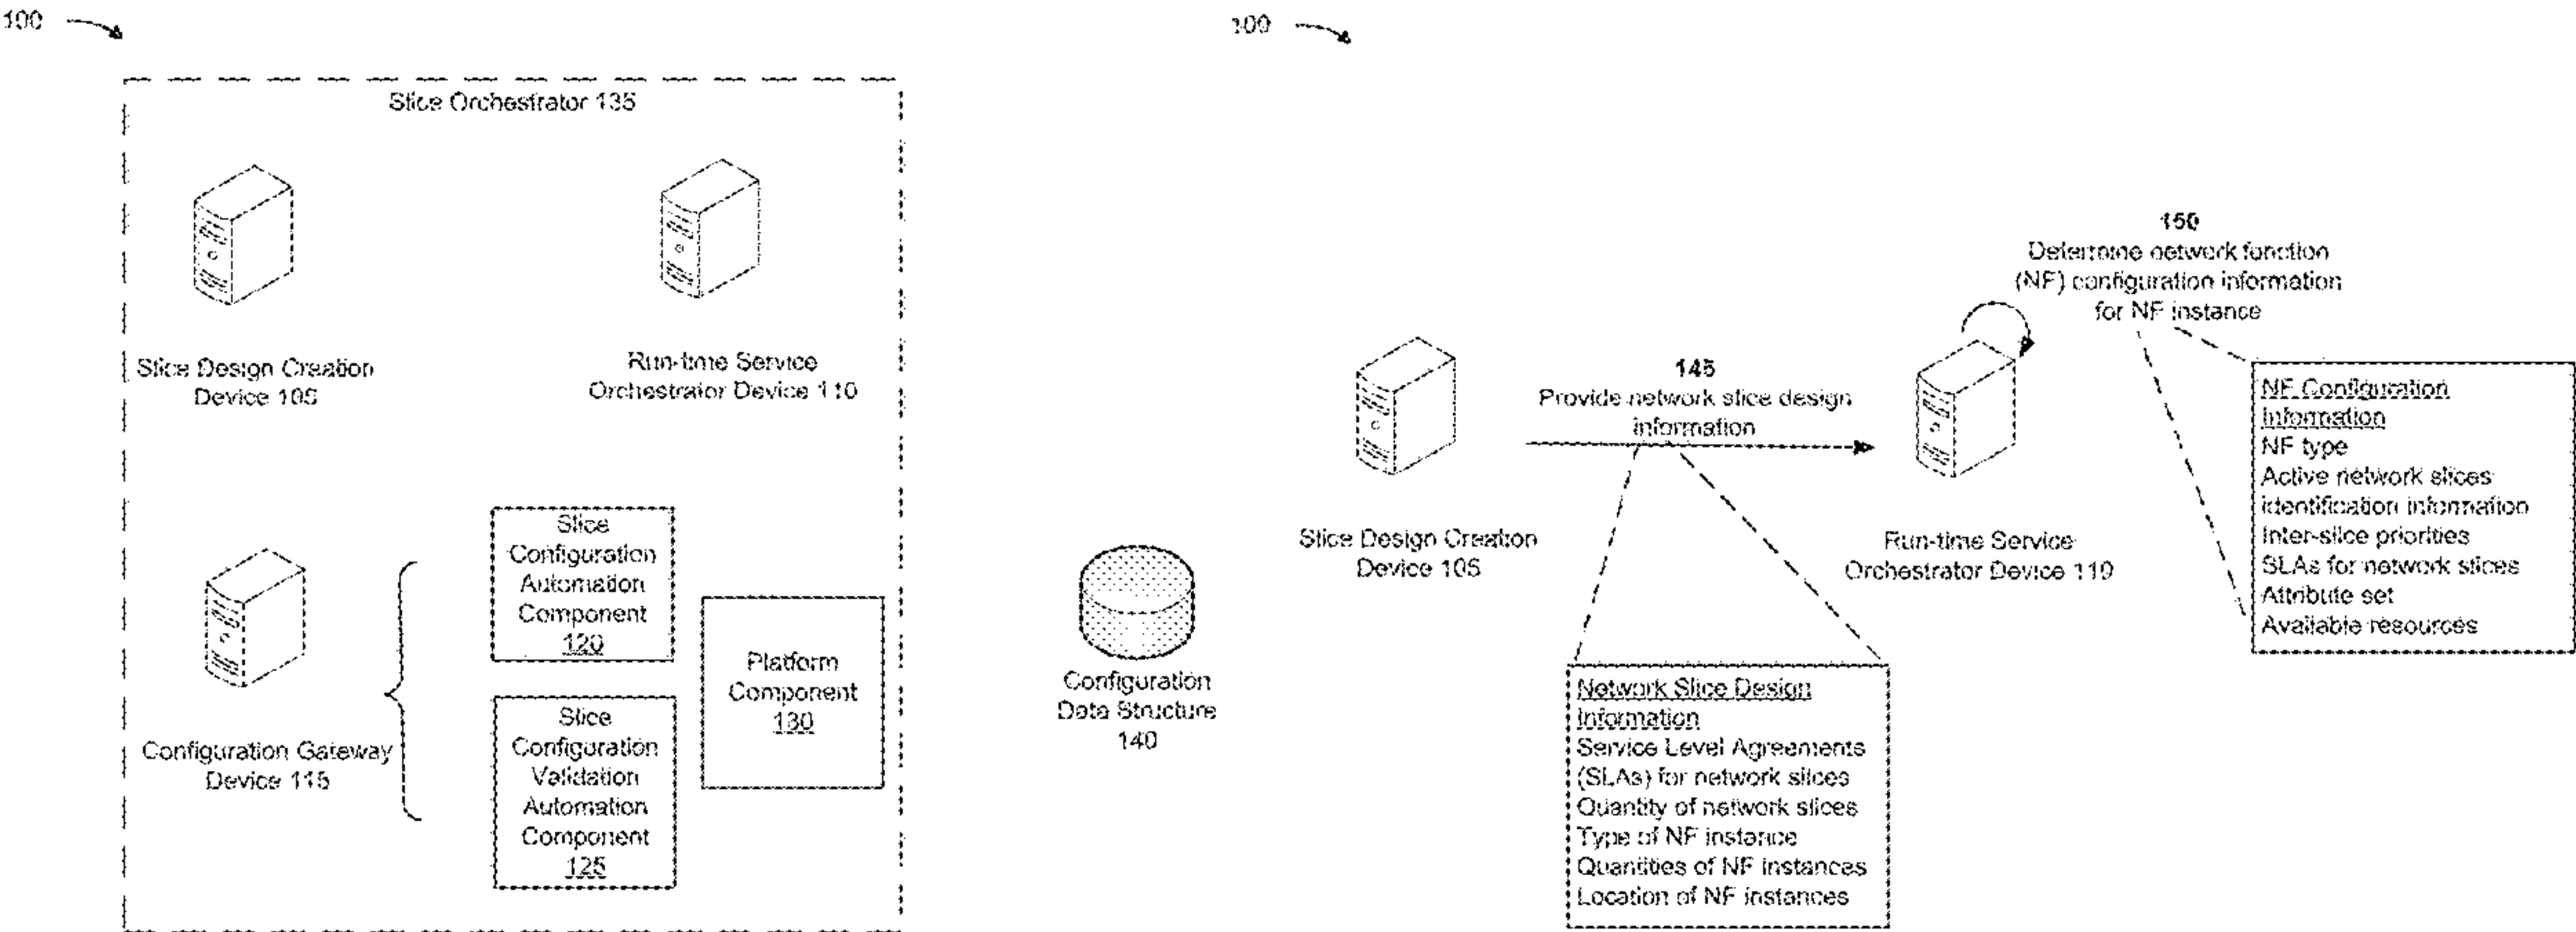 100
Slice Orchestrator 135
Slice Design Creation
Device 105
Run-time Service
Orchestrator Device 110
Configuration Gateway
Device 115
Slice
Configuration
Automation
Component
120
Slice
Configuration
Validation
Automation
Component
125
Platform
Component
130
Configuration
Data Structure
140
100
Slice Design Creation
Device 105
145
Provide network slice design
information
Network Slice Design
Information
Service Level Agreements
(SLAs) for network slices
Quantity of network slices
Type of NF instance
Quantities of NF instances
Location of NF instances
Run-time Service
Orchestrator Device 110
150
Determine network function
(NF) configuration information
for NF instance
NF Configuration
Information
NF type
Active network slices
identification information
Inter-slice priorities
SLAs for network slices
Attribute set
Available resources